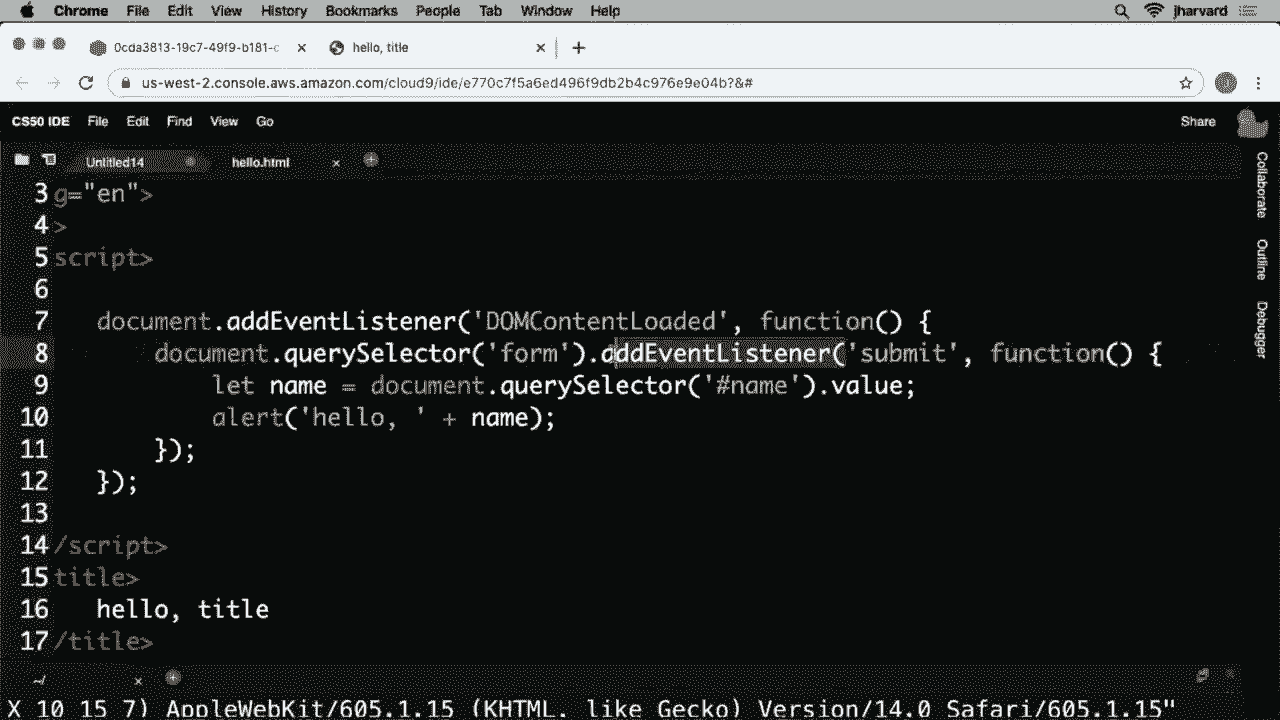 Chrome File Edit View History Bookmarks People Tab Window Help jharvard
0cda3813-19c7-49f9-b181-c hello, title
us-west-2.console.aws.amazon.com/cloud9/ide/e770c7f5a6ed496f9db2b4c976e9e04b?&#
CS50 IDE File Edit Find View Go Share
Untitled14 hello.html
3 g="en">
4 >
5 script>
6
7 document.addEventListener('DOMContentLoaded', function() {
8 document.querySelector('form').addEventListener('submit', function() {
9 let name = document.querySelector('#name').value;
10 alert('hello, ' + name);
11 });
12 });
13
14 /script>
15 title>
16 hello, title
17 /title>
~/
X 10_15_7) AppleWebKit/605.1.15 (KHTML, like Gecko) Version/14.0 Safari/605.1.15"
Collaborate
Outline
Debugger